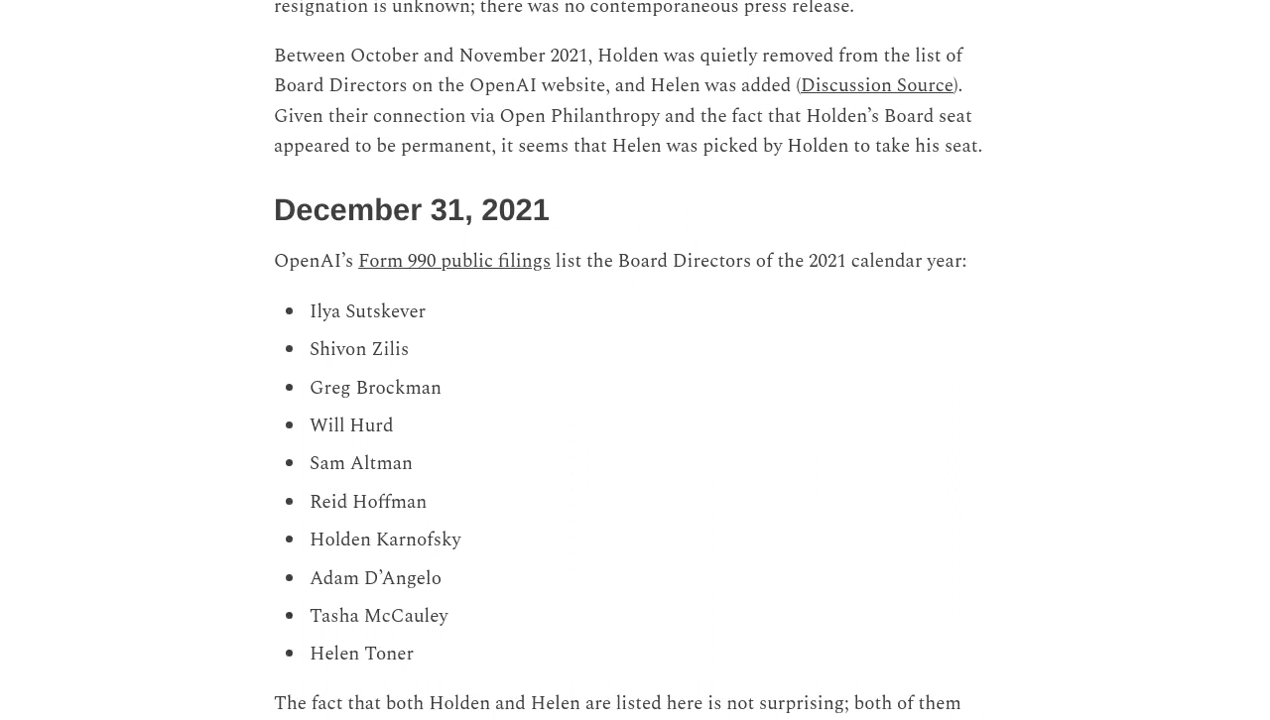 resignation is unknown; there was no contemporaneous press release.
Between October and November 2021, Holden was quietly removed from the list of
Board Directors on the OpenAI website, and Helen was added (Discussion Source).
Given their connection via Open Philanthropy and the fact that Holden’s Board seat
appeared to be permanent, it seems that Helen was picked by Holden to take his seat.
December 31, 2021
OpenAI’s Form 990 public filings list the Board Directors of the 2021 calendar year:
• Ilya Sutskever
• Shivon Zilis
• Greg Brockman
• Will Hurd
• Sam Altman
• Reid Hoffman
• Holden Karnofsky
• Adam D’Angelo
• Tasha McCauley
• Helen Toner
The fact that both Holden and Helen are listed here is not surprising; both of them